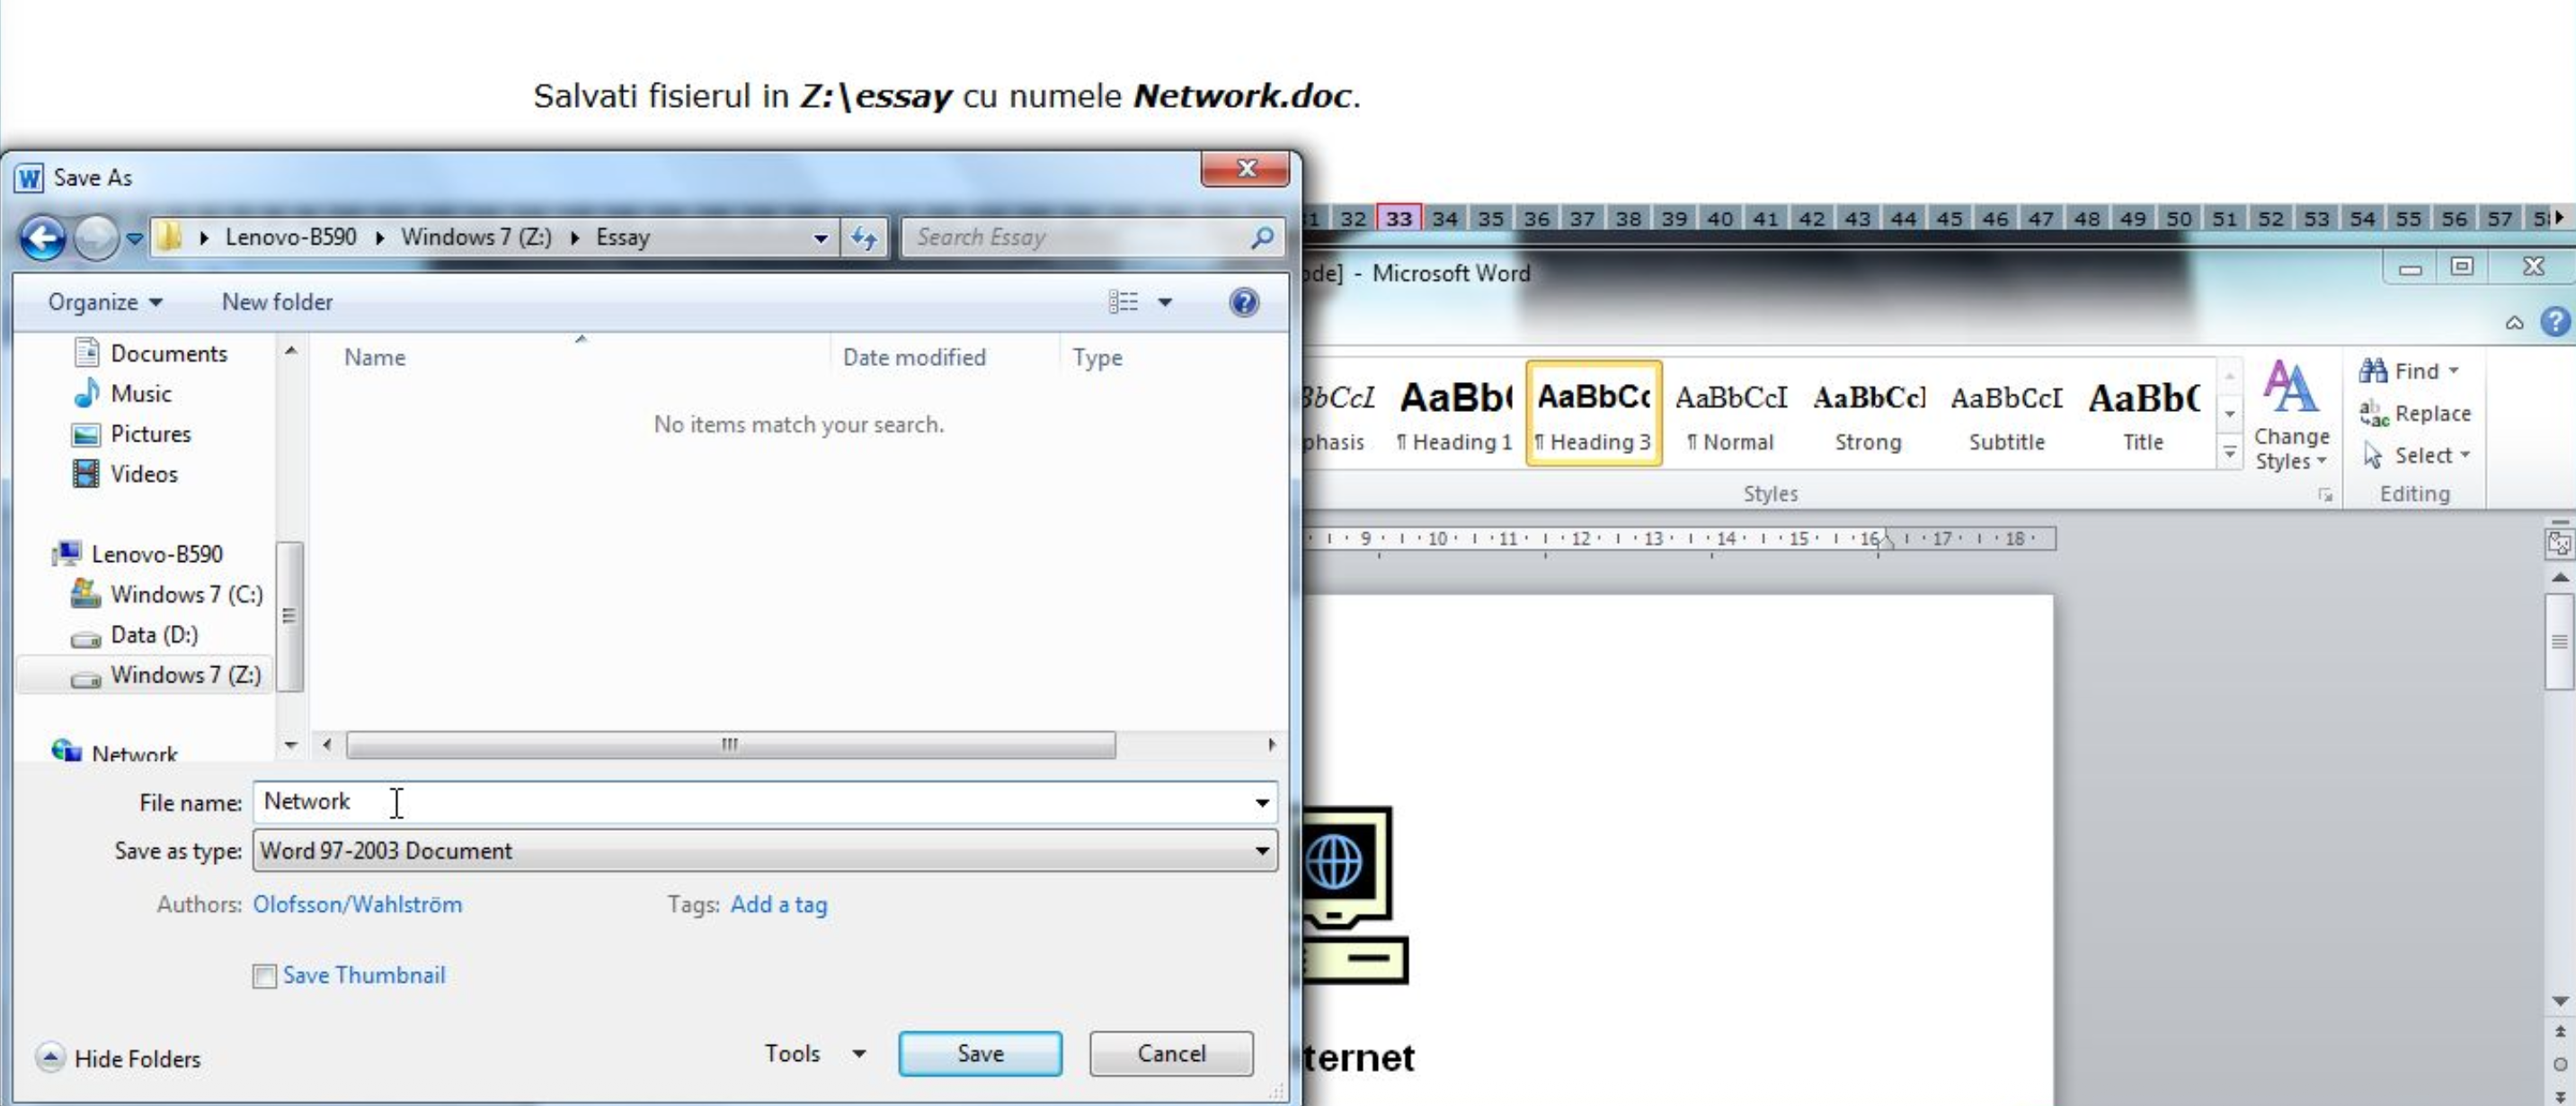 Salvati fisierul in Z:\essay cu numele Network.doc.
Save As
Lenovo-B590 Windows 7 (Z:) Essay
Search Essay
32 33 34 35 36 37 38 39 40 41 42 43 44 45 46 47 48 49 50 51 52 53 54 55 56 57
ode] - Microsoft Word
Organize New folder
Documents
Music
Pictures
Videos
Lenovo-B590
Windows 7 (C:)
Data (D:)
Windows 7 (Z:)
Network
Name Date modified Type
No items match your search.
File name: Network
Save as type: Word 97-2003 Document
Authors: Olofsson/Wahlström Tags: Add a tag
Save Thumbnail
Hide Folders
Tools Save Cancel
BbCcI AaBb( AaBbCc AaBbCcI AaBbCcI AaBbCcI AaBb(
phasis ¶ Heading 1 ¶ Heading 3 ¶ Normal Strong Subtitle Title
Change
Styles
Find
Replace
Select
Styles
Editing
9 10 11 12 13 14 15 16 17 18
ternet